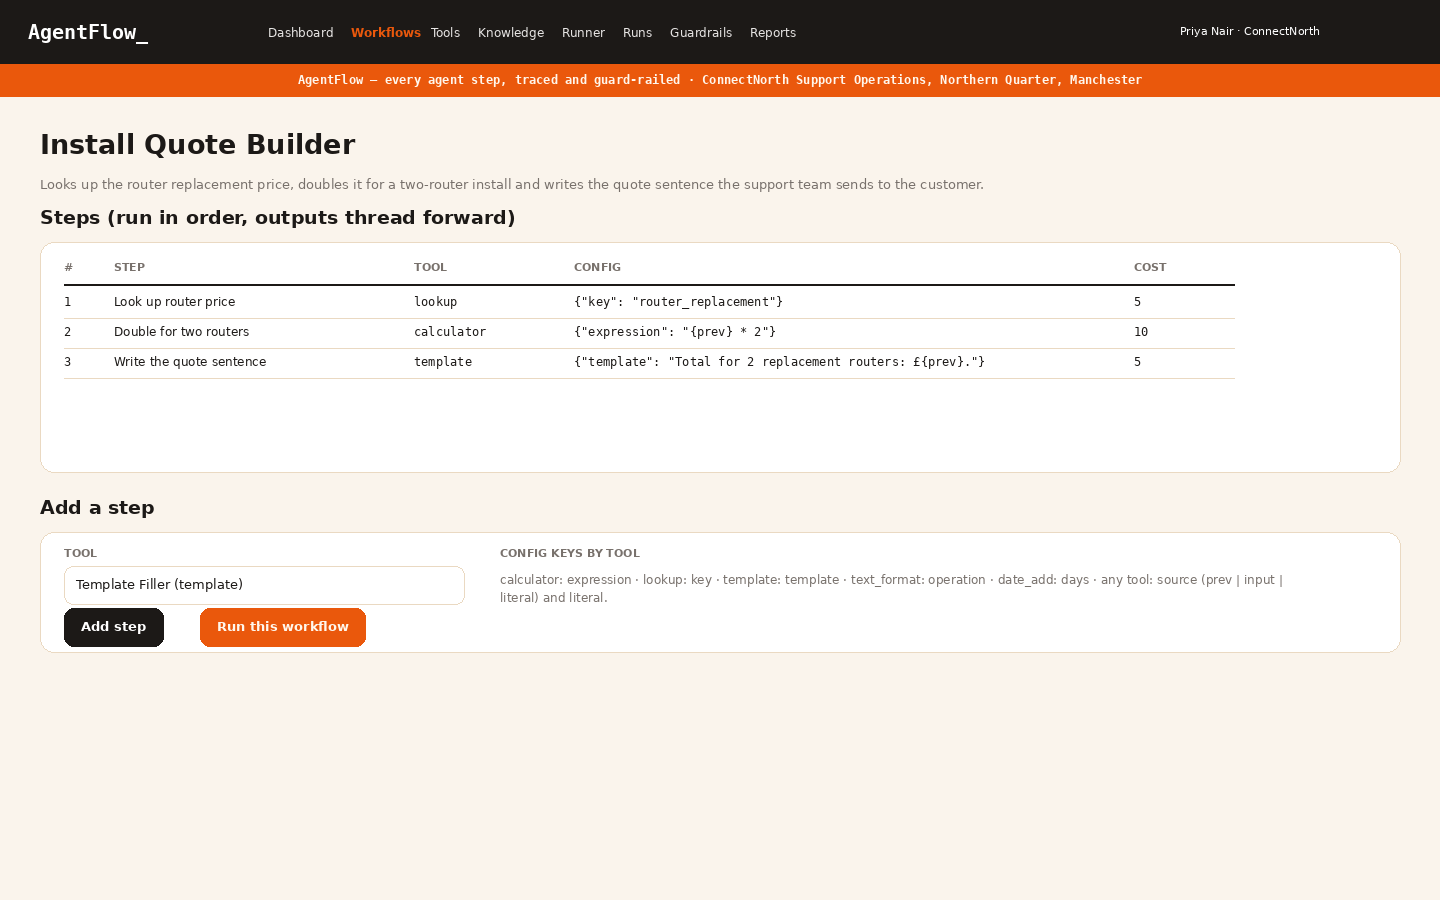 AgentFlow_
Dashboard Workflows Tools Knowledge Runner Runs Guardrails Reports
Priya Nair · ConnectNorth
AgentFlow — every agent step, traced and guard-railed · ConnectNorth Support Operations, Northern Quarter, Manchester
Install Quote Builder
Looks up the router replacement price, doubles it for a two-router install and writes the quote sentence the support team sends to the customer.
Steps (run in order, outputs thread forward)
# STEP TOOL CONFIG COST
1 Look up router price lookup {"key": "router_replacement"} 5
2 Double for two routers calculator {"expression": "{prev} * 2"} 10
3 Write the quote sentence template {"template": "Total for 2 replacement routers: £{prev}."} 5
Add a step
TOOL
Template Filler (template)
Add step
Run this workflow
CONFIG KEYS BY TOOL
calculator: expression · lookup: key · template: template · text_format: operation · date_add: days · any tool: source (prev | input |
literal) and literal.